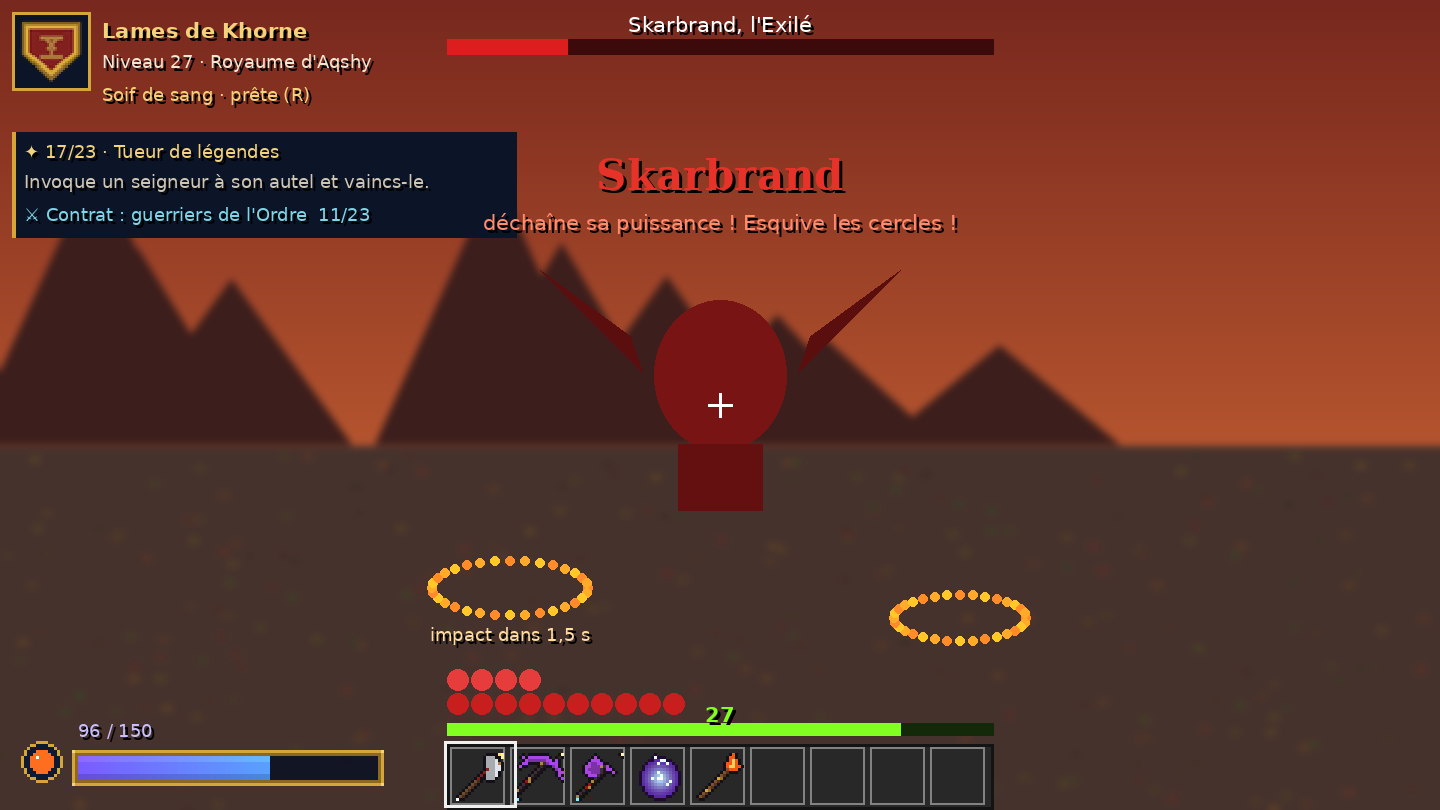 Lames de Khorne
Niveau 27 · Royaume d'Aqshy
Soif de sang · prête (R)
Skarbrand, l'Exilé
✦ 17/23 · Tueur de légendes
Invoque un seigneur à son autel et vaincs-le.
⚔ Contrat : guerriers de l'Ordre 11/23
Skarbrand
déchaîne sa puissance ! Esquive les cercles !
impact dans 1,5 s
27
96 / 150